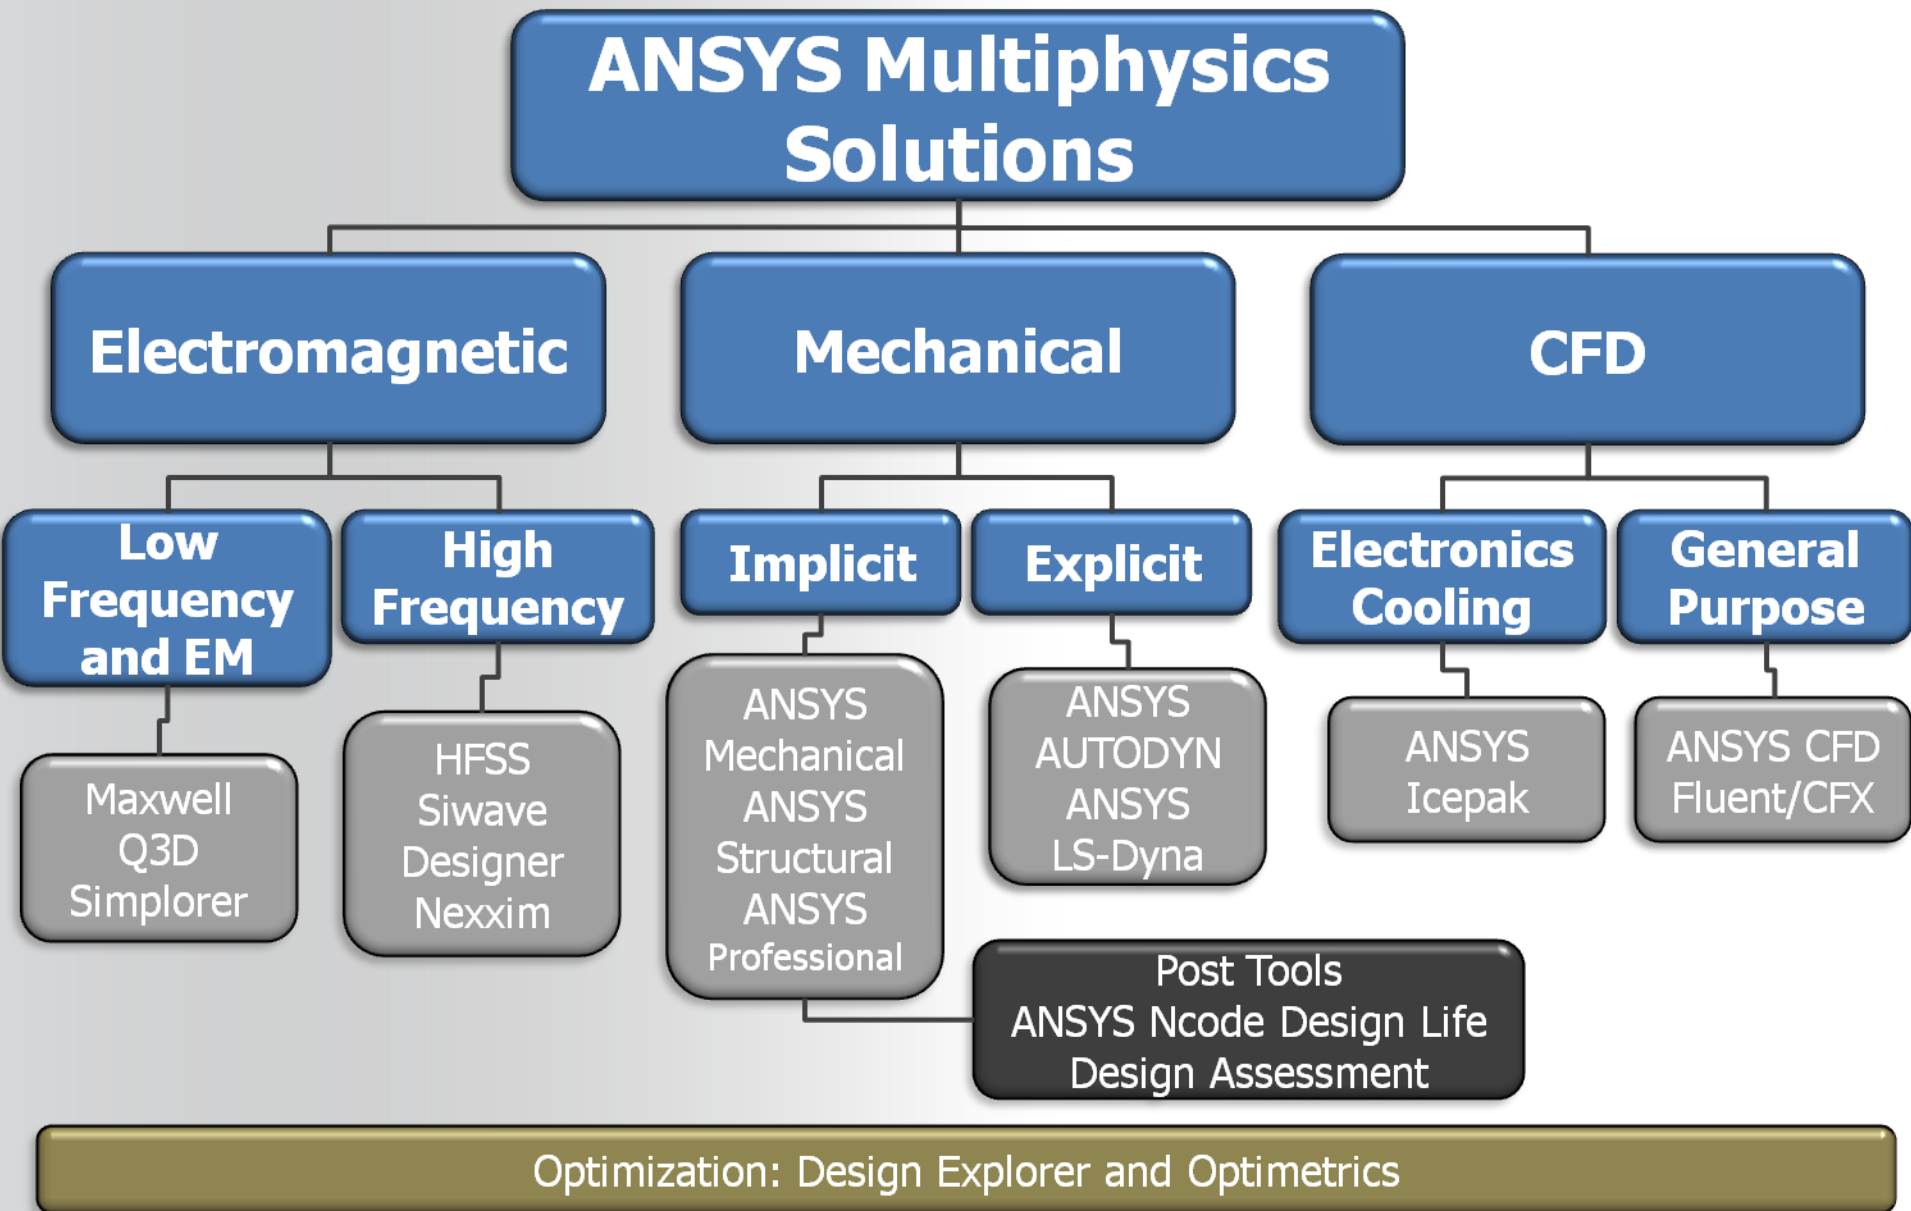 ANSYS Multiphysics
Solutions
Electromagnetic
Mechanical
CFD
Low
Frequency
and EM
High
Frequency
Implicit
Explicit
Electronics
Cooling
General
Purpose
Maxwell
Q3D
Simplorer
HFSS
Siwave
Designer
Nexxim
ANSYS
Mechanical
ANSYS
Structural
ANSYS
Professional
ANSYS
AUTODYN
ANSYS
LS-Dyna
ANSYS
Icepak
ANSYS CFD
Fluent/CFX
Post Tools
ANSYS Ncode Design Life
Design Assessment
Optimization: Design Explorer and Optimetrics